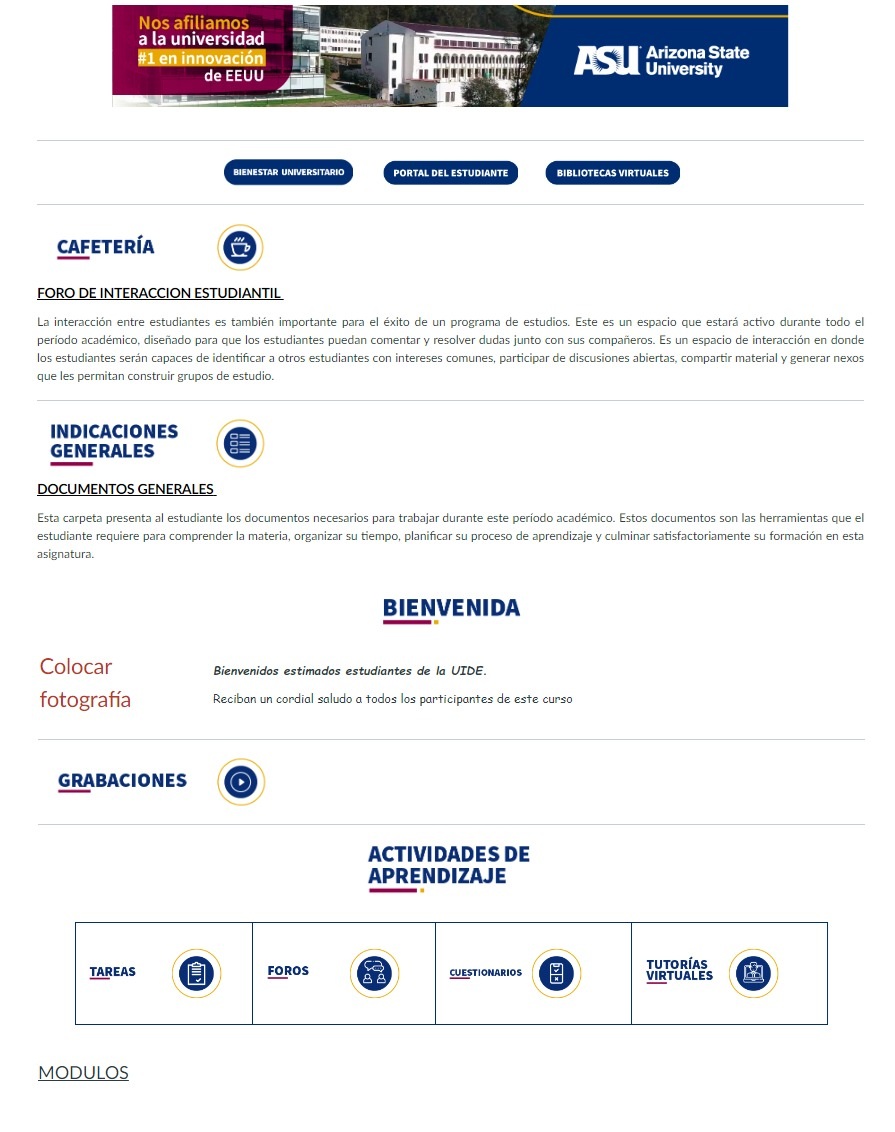 Nos afiliamos
a la universidad
#1 en innovación
de EEUU
ASU Arizona State
University
BIENESTAR UNIVERSITARIO
PORTAL DEL ESTUDIANTE
BIBLIOTECAS VIRTUALES
CAFETERÍA
FORO DE INTERACCION ESTUDIANTIL
La interacción entre estudiantes es también importante para el éxito de un programa de estudios. Este es un espacio que estará activo durante todo el
período académico, diseñado para que los estudiantes puedan comentar y resolver dudas junto con sus compañeros. Es un espacio de interacción en donde
los estudiantes serán capaces de identificar a otros estudiantes con intereses comunes, participar de discusiones abiertas, compartir material y generar nexos
que les permitan construir grupos de estudio.
INDICACIONES
GENERALES
DOCUMENTOS GENERALES
Esta carpeta presenta al estudiante los documentos necesarios para trabajar durante este período académico. Estos documentos son las herramientas que el
estudiante requiere para comprender la materia, organizar su tiempo, planificar su proceso de aprendizaje y culminar satisfactoriamente su formación en esta
asignatura.
BIENVENIDA
Colocar
fotografía
Bienvenidos estimados estudiantes de la UIDE.
Reciban un cordial saludo a todos los participantes de este curso
GRABACIONES
ACTIVIDADES DE
APRENDIZAJE
TAREAS
FOROS
CUESTIONARIOS
TUTORÍAS
VIRTUALES
MODULOS